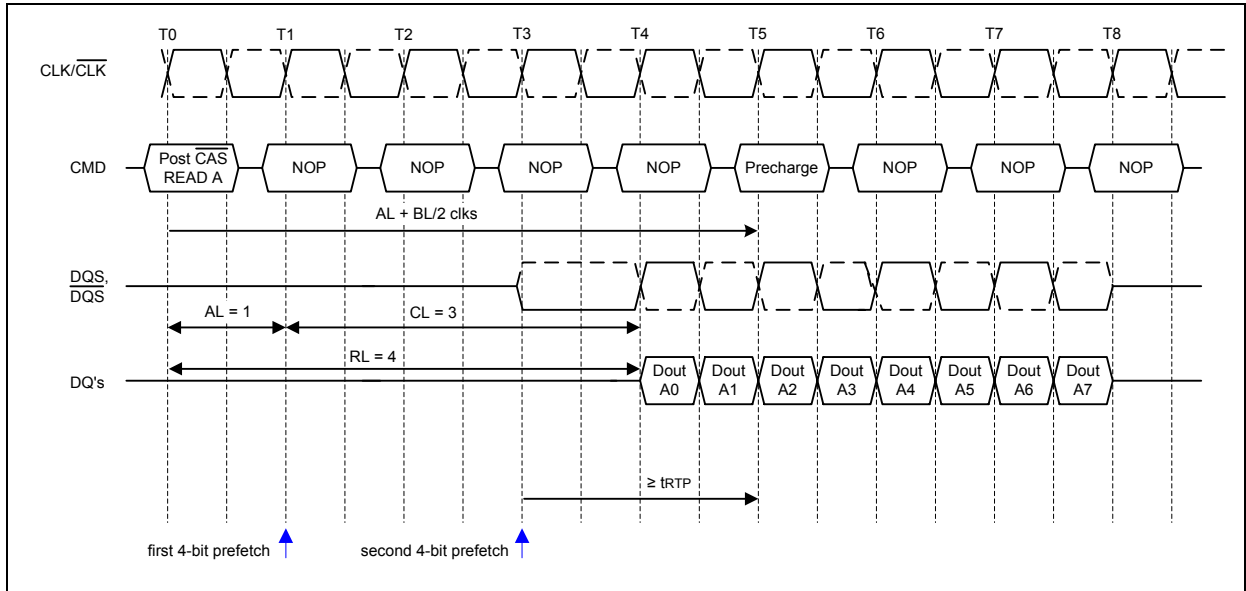 T0 T1 T2 T3 T4 T5 T6 T7 T8
CLK/CLK
CMD
Post CAS
READ A
NOP NOP NOP NOP Precharge NOP NOP NOP
AL + BL/2 clks
DQS,
DQS
AL = 1
CL = 3
RL = 4
DQ's
Dout A0
Dout A1
Dout A2
Dout A3
Dout A4
Dout A5
Dout A6
Dout A7
≥ tRTP
first 4-bit prefetch
second 4-bit prefetch